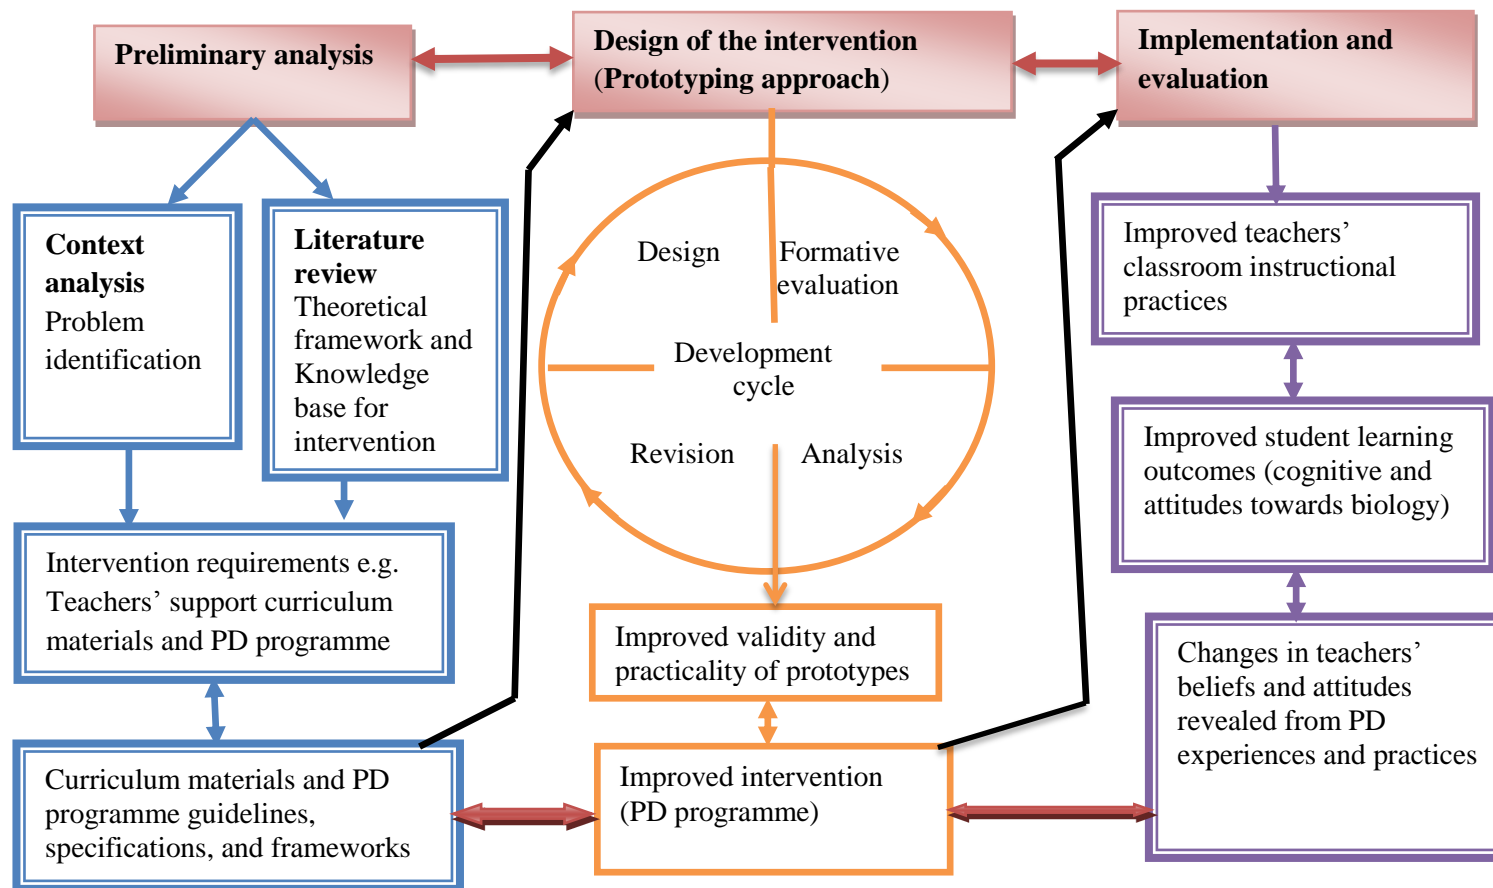 Preliminary analysis
Design of the intervention
(Prototyping approach)
Implementation and
evaluation
Context
analysis
Problem
identification
Literature
review
Theoretical
framework and
Knowledge
base for
intervention
Intervention requirements e.g.
Teachers’ support curriculum
materials and PD programme
Curriculum materials and PD
programme guidelines,
specifications, and frameworks
Design
Formative
evaluation
Development
cycle
Revision
Analysis
Improved validity and
practicality of prototypes
Improved intervention
(PD programme)
Improved teachers’
classroom instructional
practices
Improved student learning
outcomes (cognitive and
attitudes towards biology)
Changes in teachers’
beliefs and attitudes
revealed from PD
experiences and practices